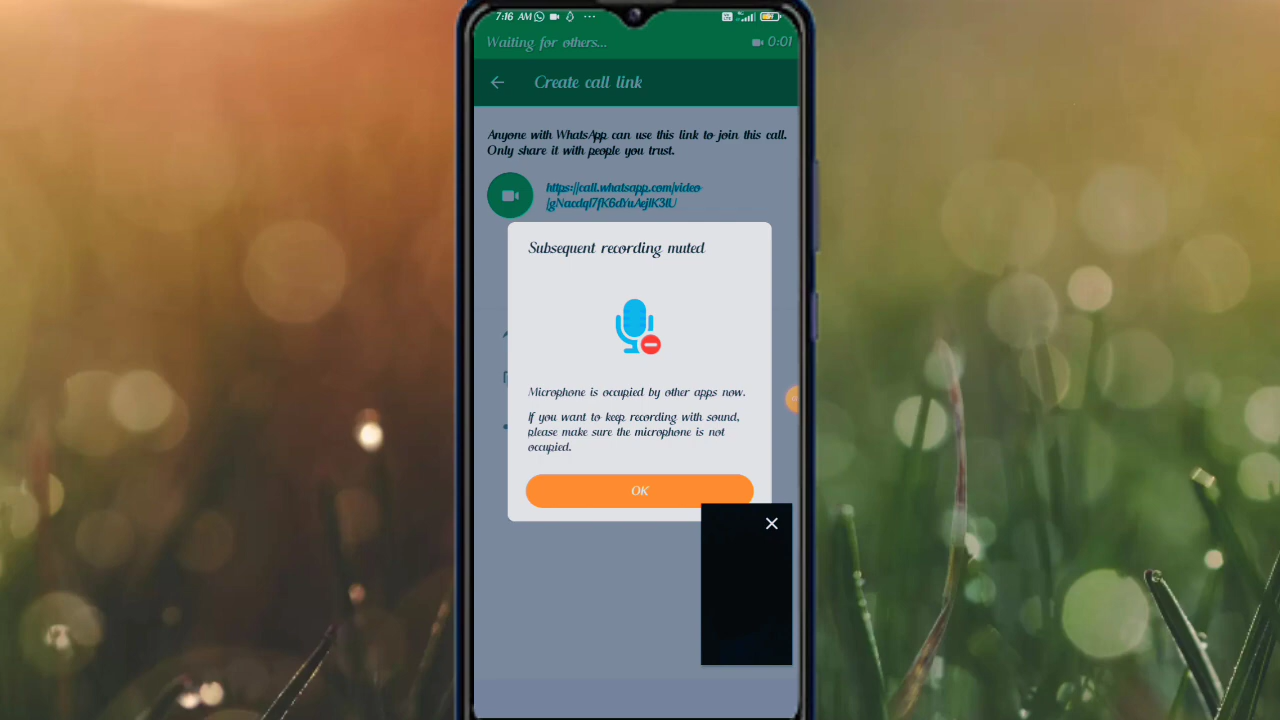 7:16 AM
Waiting for others...
0:01
Create call link
Anyone with WhatsApp can use this link to join this call.
Only share it with people you trust.
https://call.whatsapp.com/video
Subsequent recording muted
Microphone is occupied by other apps now.
If you want to keep recording with sound,
please make sure the microphone is not
occupied.
OK